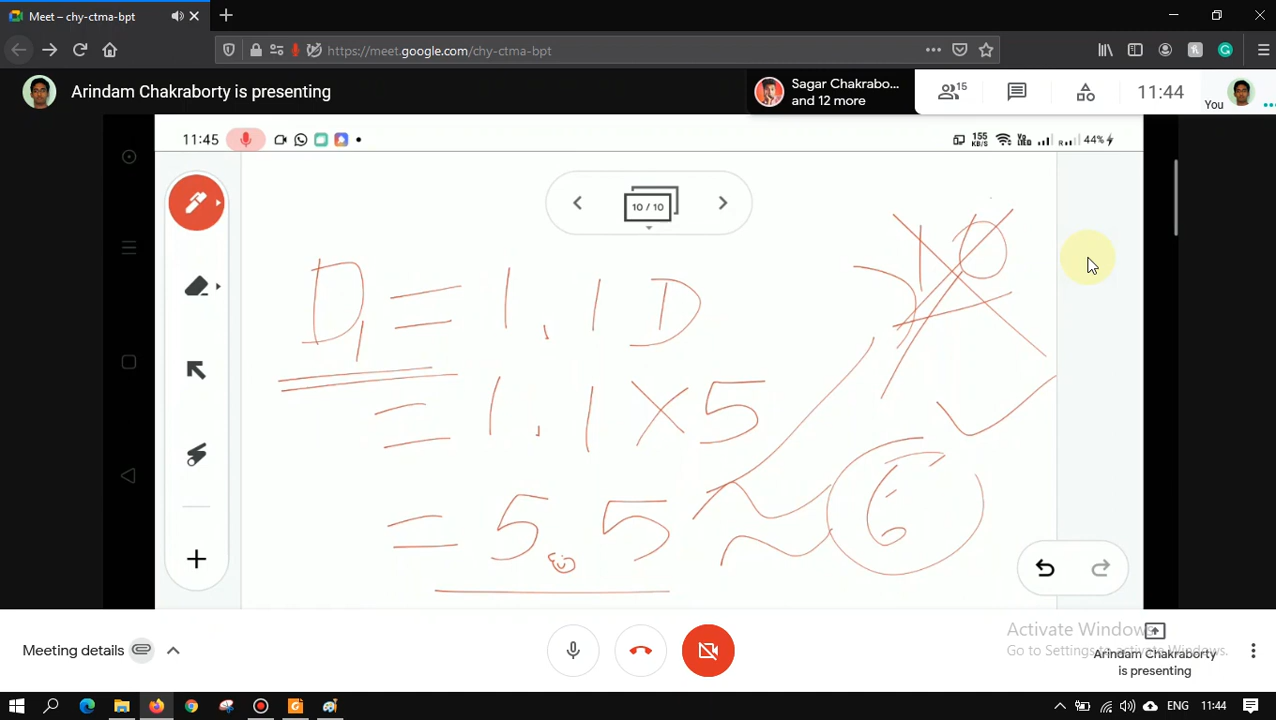 Meet – chy-ctma-bpt
https://meet.google.com/chy-ctma-bpt
Arindam Chakraborty is presenting
Sagar Chakrabo...
and 12 more
15
11:44
You
11:45
155
KB/S
44%
10 / 10
10
D₁ = 1.1 D
= 1.1 × 5
= 5.5 ≈ 6
Meeting details
Activate Windows
Go to Settings to activate Windows.
Arindam Chakraborty
is presenting
ENG
11:44